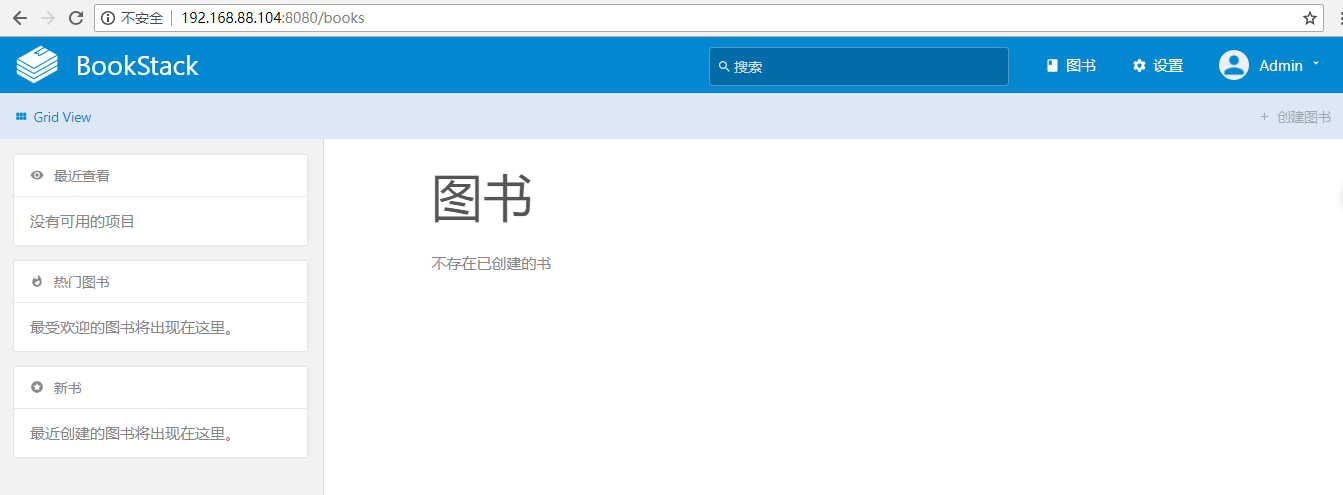 不安全 192.168.88.104:8080/books
BookStack
搜索
图书
设置
Admin
Grid View
+ 创建图书
最近查看
没有可用的项目
热门图书
最受欢迎的图书将出现在这里。
新书
最近创建的图书将出现在这里。
图书
不存在已创建的书